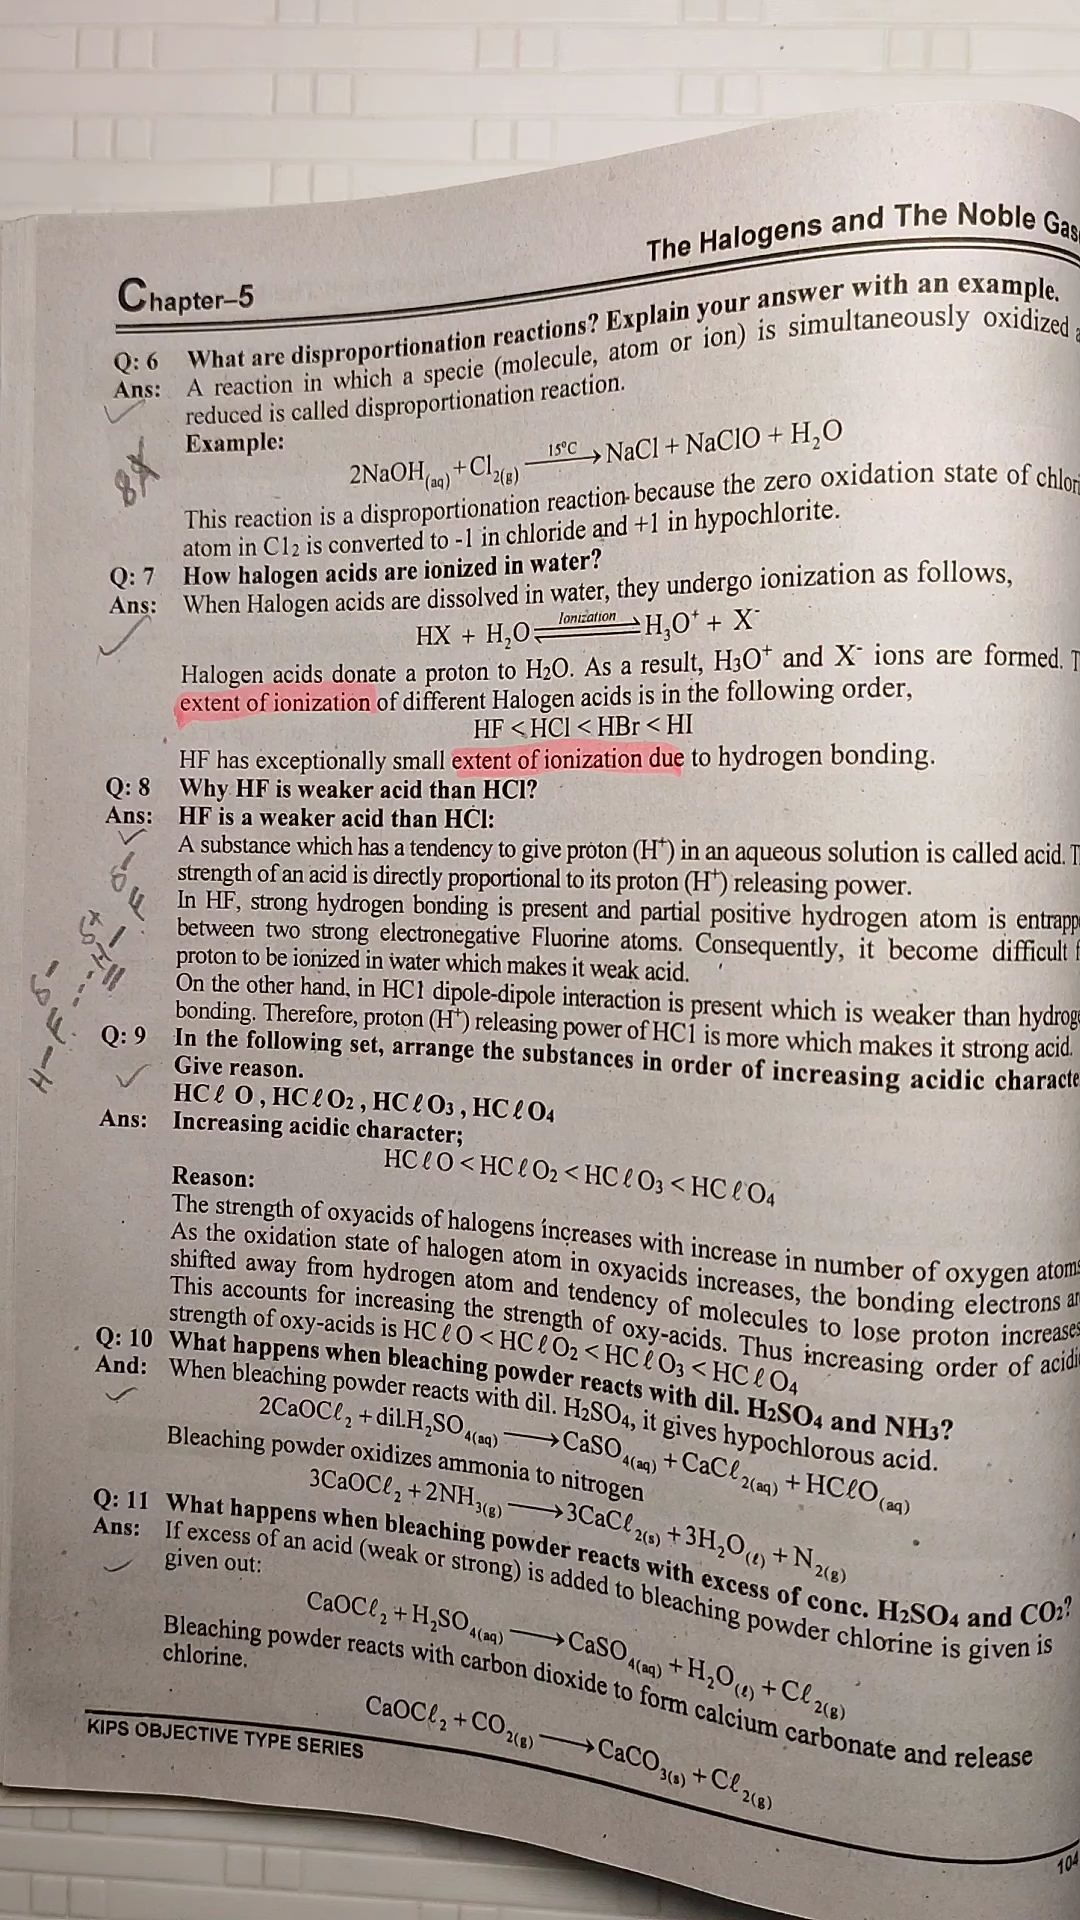 The Halogens and The Noble Gas
Chapter–5
Q: 6 What are disproportionation reactions? Explain your answer with an example.
Ans: A reaction in which a specie (molecule, atom or ion) is simultaneously oxidized
reduced is called disproportionation reaction.
Example:
2NaOH(aq) + Cl2(g) —15°C→ NaCl + NaClO + H2O
This reaction is a disproportionation reaction because the zero oxidation state of chlori
atom in Cl2 is converted to -1 in chloride and +1 in hypochlorite.
Q: 7 How halogen acids are ionized in water?
Ans: When Halogen acids are dissolved in water, they undergo ionization as follows,
HX + H2O ⇌Ionization H3O+ + X-
Halogen acids donate a proton to H2O. As a result, H3O+ and X- ions are formed. T
extent of ionization of different Halogen acids is in the following order,
HF < HCl < HBr < HI
HF has exceptionally small extent of ionization due to hydrogen bonding.
Q: 8 Why HF is weaker acid than HCl?
Ans: HF is a weaker acid than HCl:
A substance which has a tendency to give proton (H+) in an aqueous solution is called acid. T
strength of an acid is directly proportional to its proton (H+) releasing power.
In HF, strong hydrogen bonding is present and partial positive hydrogen atom is entrapp
between two strong electronegative Fluorine atoms. Consequently, it become difficult f
proton to be ionized in water which makes it weak acid.
On the other hand, in HCl dipole-dipole interaction is present which is weaker than hydroge
bonding. Therefore, proton (H+) releasing power of HCl is more which makes it strong acid.
Q: 9 In the following set, arrange the substances in order of increasing acidic characte
Give reason.
HCℓO, HCℓO2, HCℓO3, HCℓO4
Ans: Increasing acidic character;
HCℓO < HCℓO2 < HCℓO3 < HCℓO4
Reason:
The strength of oxyacids of halogens increases with increase in number of oxygen atoms
As the oxidation state of halogen atom in oxyacids increases, the bonding electrons ar
shifted away from hydrogen atom and tendency of molecules to lose proton increases
This accounts for increasing the strength of oxy-acids. Thus increasing order of acidi
strength of oxy-acids is HCℓO < HCℓO2 < HCℓO3 < HCℓO4
Q: 10 What happens when bleaching powder reacts with dil. H2SO4 and NH3?
And: When bleaching powder reacts with dil. H2SO4, it gives hypochlorous acid.
2CaOCℓ2 + dil.H2SO4(aq) → CaSO4(aq) + CaCℓ2(aq) + HCℓO(aq)
Bleaching powder oxidizes ammonia to nitrogen
3CaOCℓ2 + 2NH3(g) → 3CaCℓ2(s) + 3H2O(ℓ) + N2(g)
Q: 11 What happens when bleaching powder reacts with excess of conc. H2SO4 and CO2?
Ans: If excess of an acid (weak or strong) is added to bleaching powder chlorine is given is
given out:
CaOCℓ2 + H2SO4(aq) → CaSO4(aq) + H2O(ℓ) + Cℓ2(g)
Bleaching powder reacts with carbon dioxide to form calcium carbonate and release
chlorine.
CaOCℓ2 + CO2(g) → CaCO3(s) + Cℓ2(g)
KIPS OBJECTIVE TYPE SERIES
104